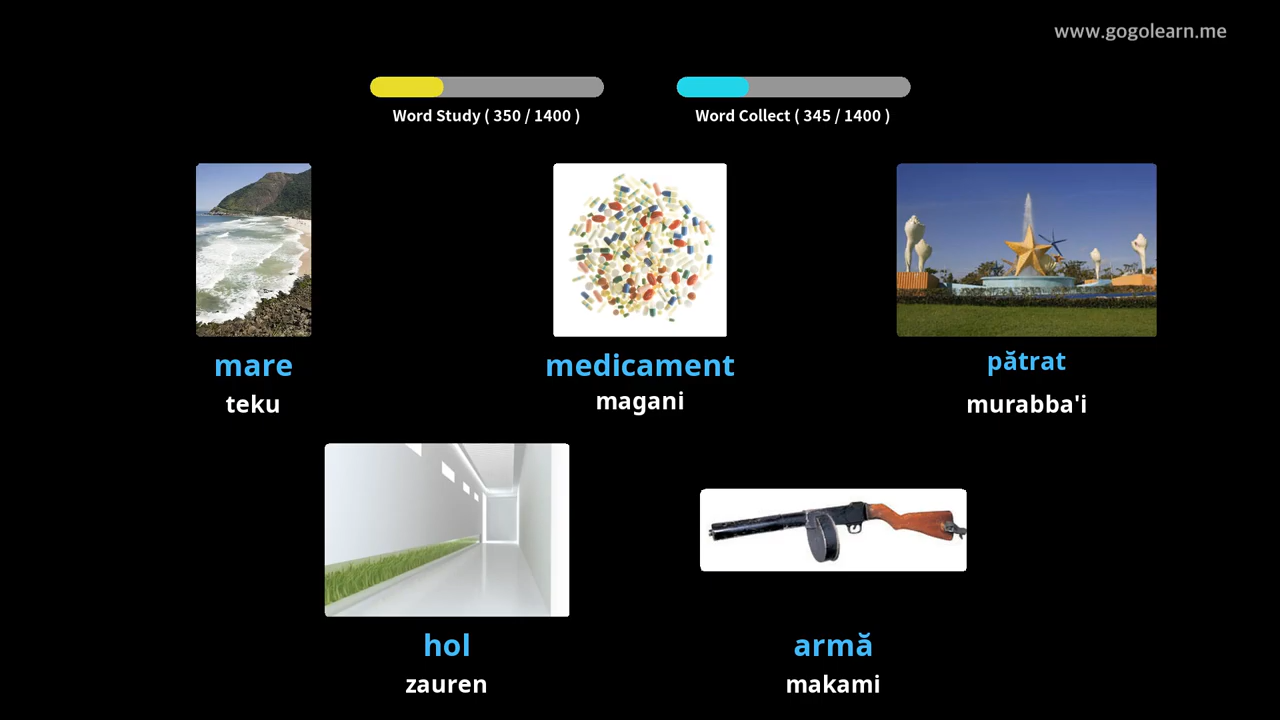 www.gogolearn.me
Word Study ( 350 / 1400 )
Word Collect ( 345 / 1400 )
mare
teku
medicament
magani
pătrat
murabba'i
hol
zauren
armă
makami